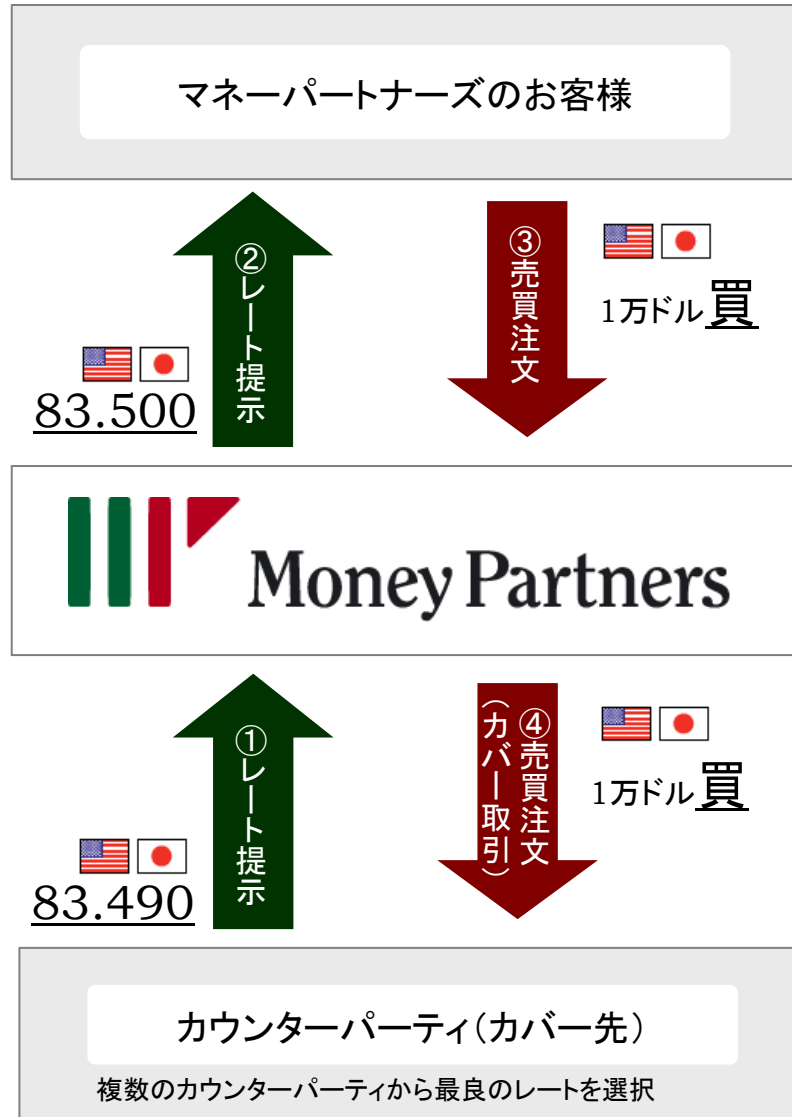 マネーパートナーズのお客様
②レート提示
83.500
③売買注文
1万ドル買
Money Partners
①レート提示
83.490
④売買注文
(カバー取引)
1万ドル買
カウンターパーティ(カバー先)
複数のカウンターパーティから最良のレートを選択